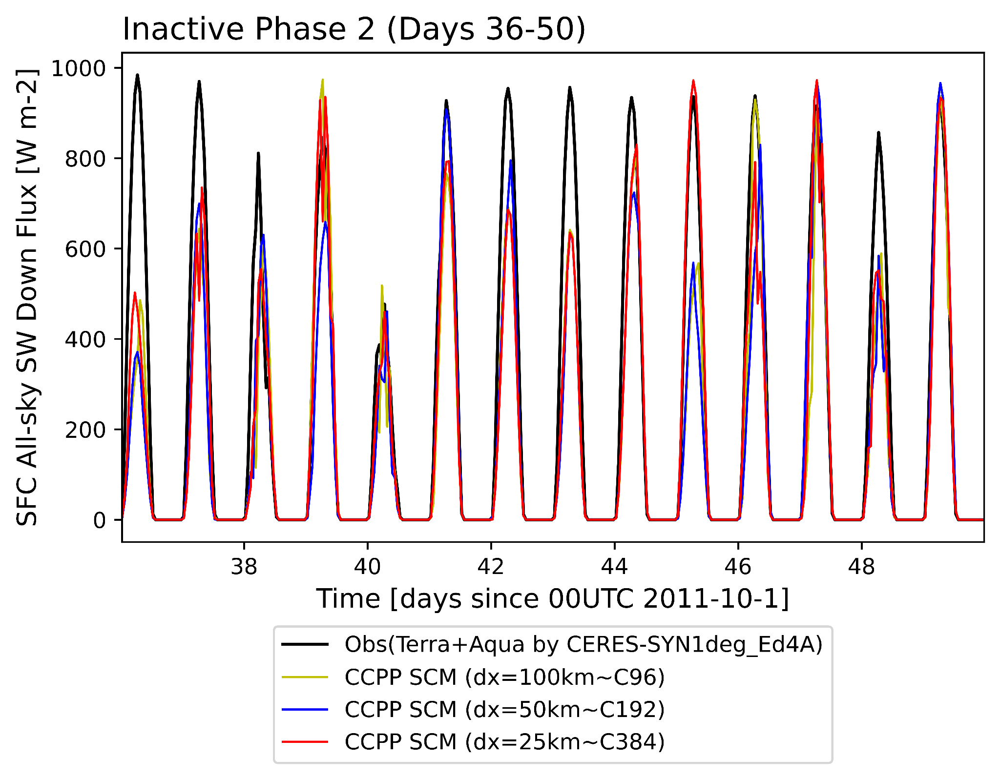 Inactive Phase 2 (Days 36-50)
SFC All-sky SW Down Flux [W m-2]
1000
800
600
400
200
0
38 40 42 44 46 48
Time [days since 00UTC 2011-10-1]
Obs(Terra+Aqua by CERES-SYN1deg_Ed4A)
CCPP SCM (dx=100km~C96)
CCPP SCM (dx=50km~C192)
CCPP SCM (dx=25km~C384)